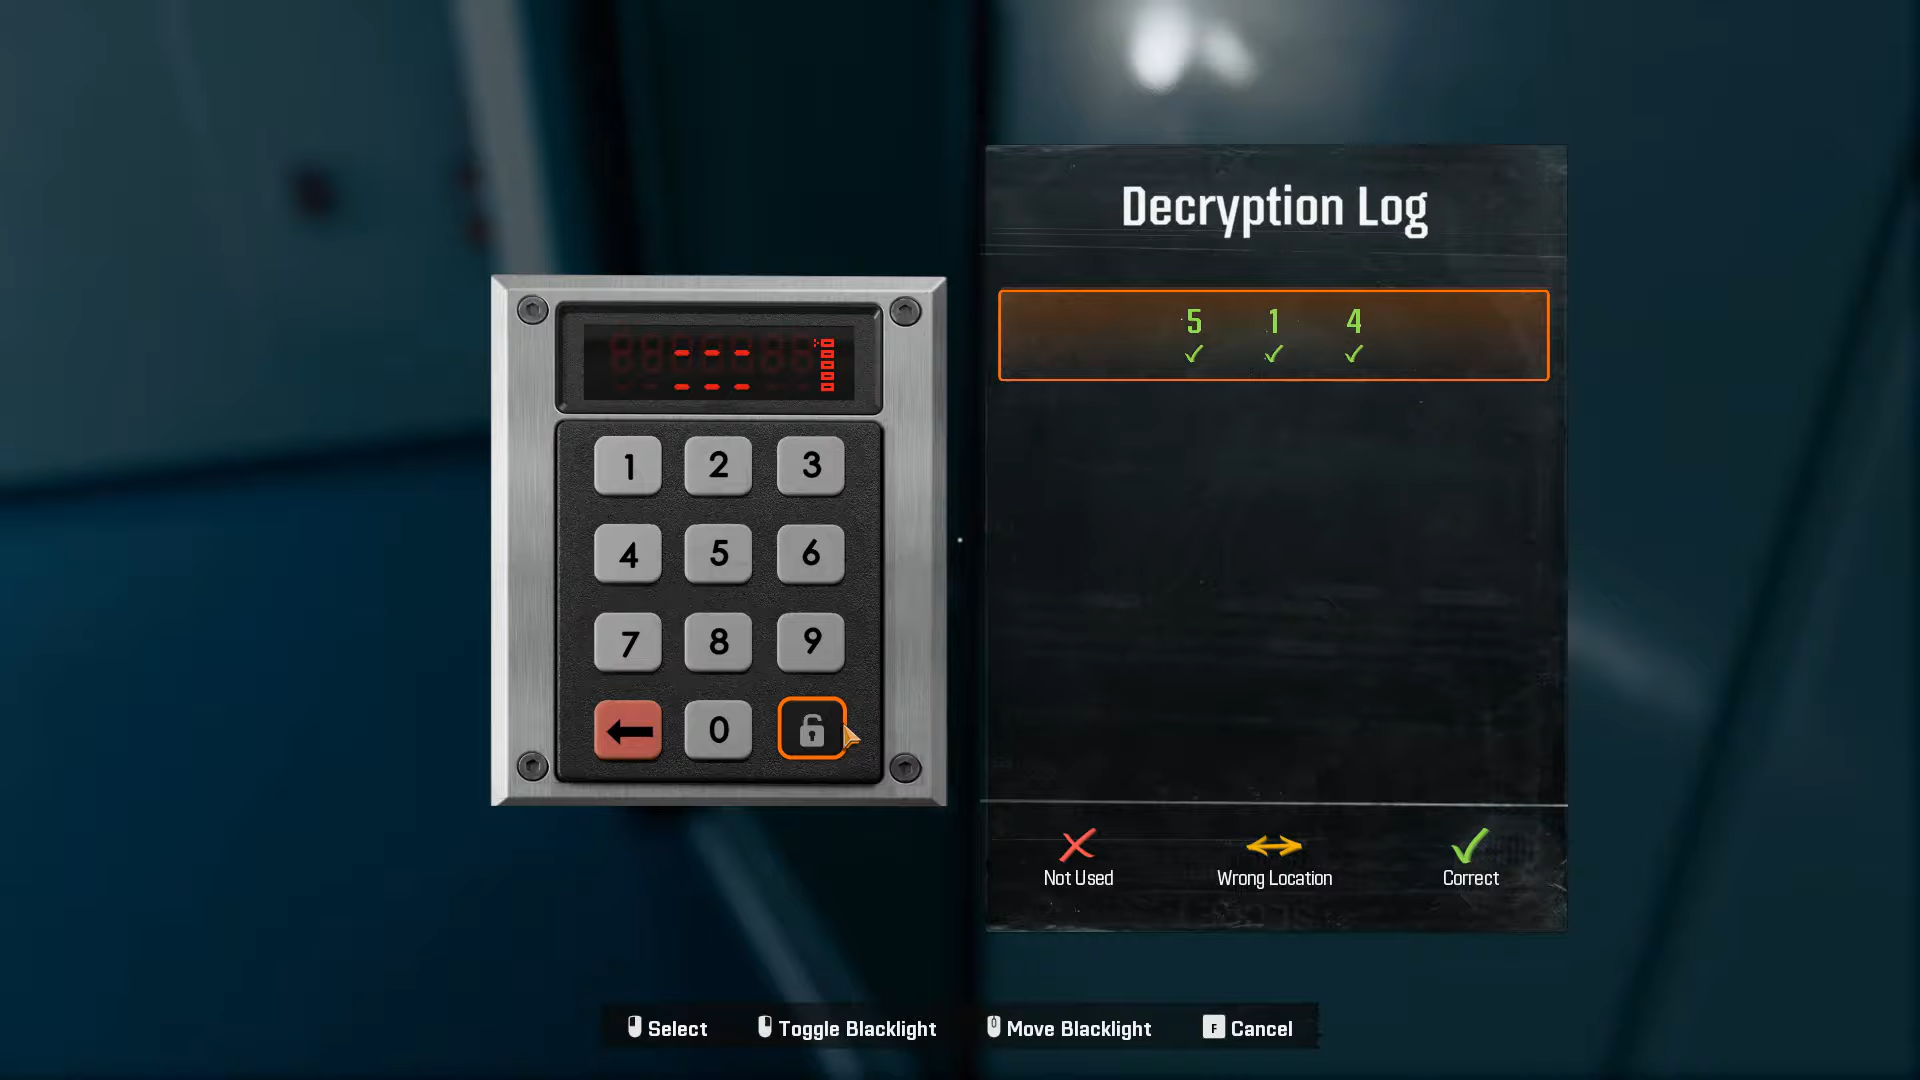 Decryption Log
5 1 4
1 2 3
4 5 6
7 8 9
0
Not Used
Wrong Location
Correct
Select
Toggle Blacklight
Move Blacklight
F Cancel